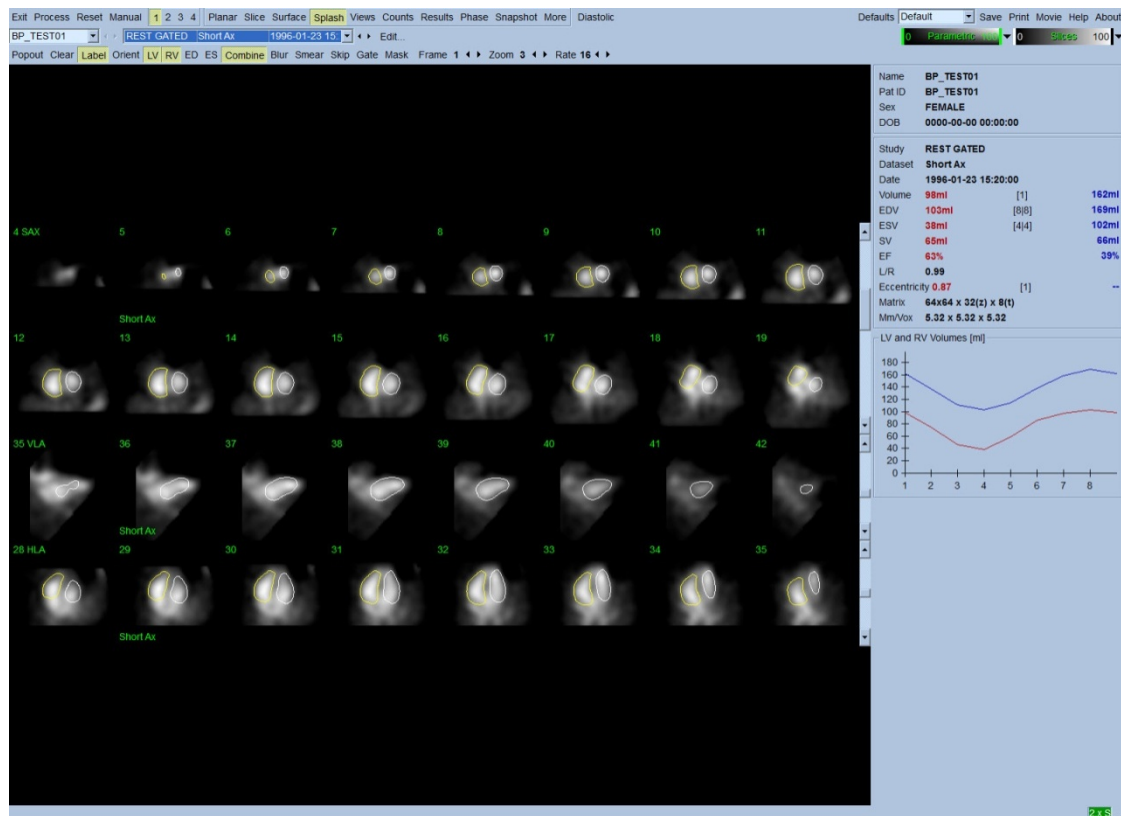 Exit Process Reset Manual 1 2 3 4 Planar Slice Surface Splash Views Counts Results Phase Snapshot More Diastolic Defaults Default Save Print Movie Help About
BP_TEST01 REST GATED Short Ax 1996-01-23 15: Edit... 0 Parametric 0 Slices 100
Popout Clear Label Orient LV RV ED ES Combine Blur Smear Skip Gate Mask Frame 1 Zoom 3 Rate 16
Name BP_TEST01
Pat ID BP_TEST01
Sex FEMALE
DOB 0000-00-00 00:00:00
Study REST GATED
Dataset Short Ax
Date 1996-01-23 15:20:00
Volume 98ml [1] 162ml
EDV 103ml [8|8] 169ml
ESV 38ml [4|4] 102ml
SV 65ml 66ml
EF 63% 39%
L/R 0.99
Eccentricity 0.87 [1] --
Matrix 64x64 x 32(z) x 8(t)
Mm/Vox 5.32 x 5.32 x 5.32
LV and RV Volumes [ml]
180
160
140
120
100
80
60
40
20
0
1 2 3 4 5 6 7 8
4 SAX 5 6 7 8 9 10 11
Short Ax
12 13 14 15 16 17 18 19
35 VLA 36 37 38 39 40 41 42
Short Ax
28 HLA 29 30 31 32 33 34 35
Short Ax
2 x S